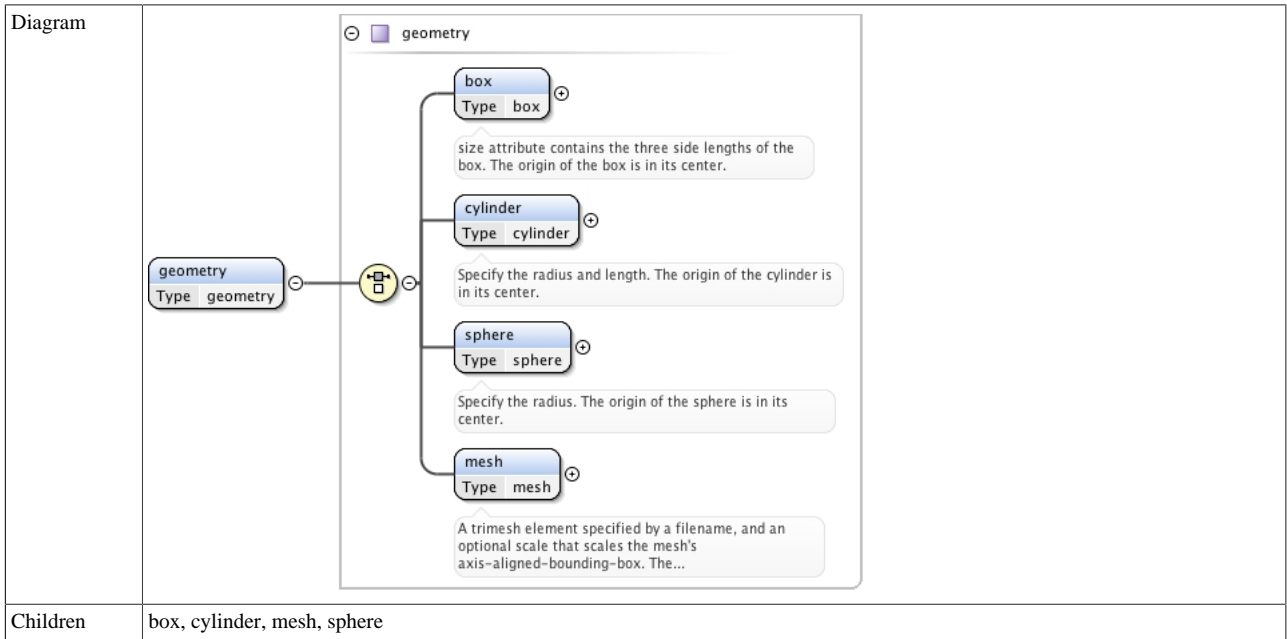 Diagram
geometry
box
Type box
size attribute contains the three side lengths of the
box. The origin of the box is in its center.
cylinder
Type cylinder
geometry
Type geometry
Specify the radius and length. The origin of the cylinder is
in its center.
sphere
Type sphere
Specify the radius. The origin of the sphere is in its
center.
mesh
Type mesh
A trimesh element specified by a filename, and an
optional scale that scales the mesh's
axis-aligned-bounding-box. The...
Children box, cylinder, mesh, sphere